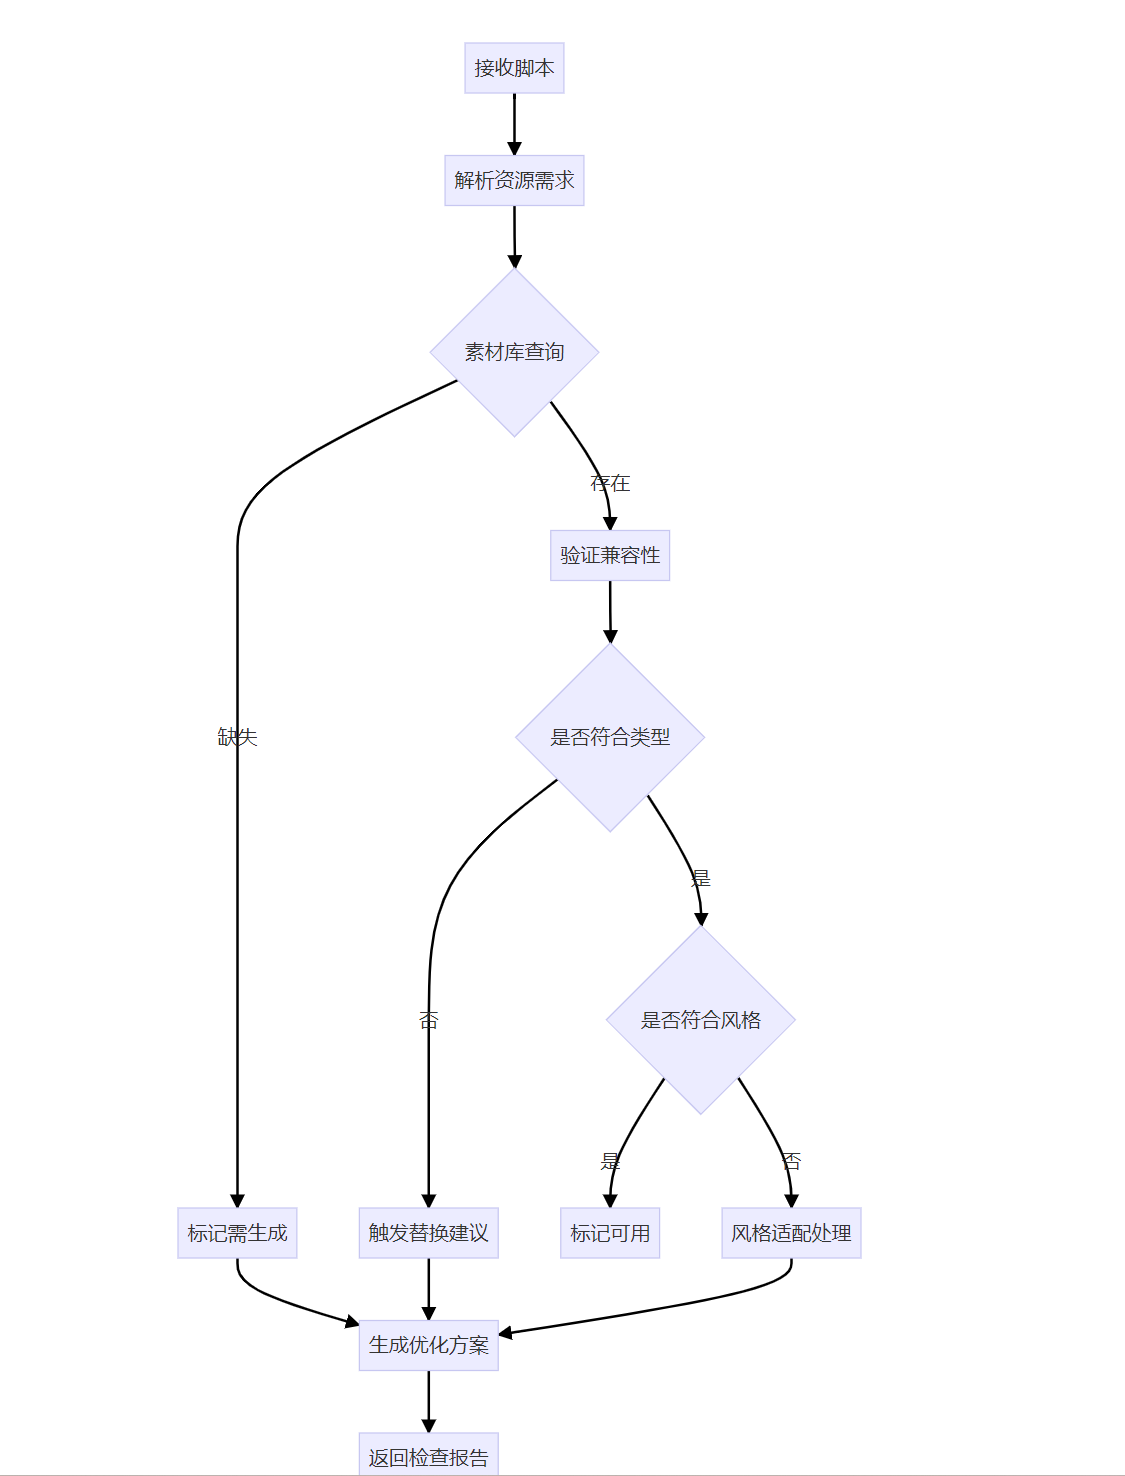 接收脚本
解析资源需求
素材库查询
存在
验证兼容性
缺失
是否符合类型
是
否
是否符合风格
是
否
标记需生成
触发替换建议
标记可用
风格适配处理
生成优化方案
返回检查报告